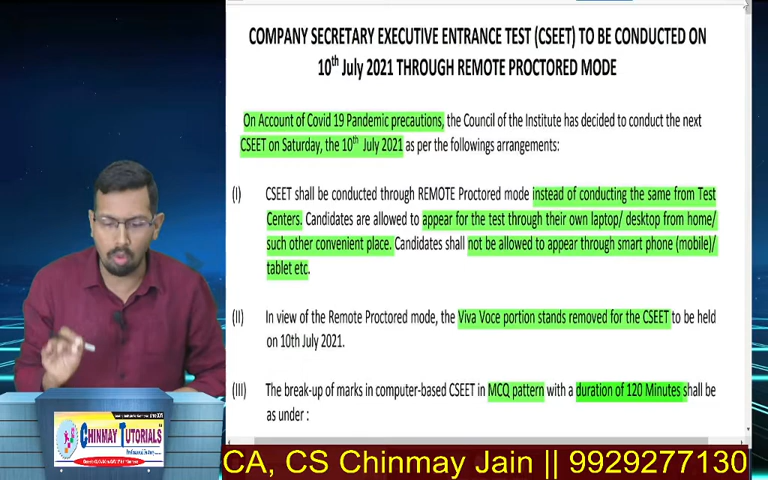 COMPANY SECRETARY EXECUTIVE ENTRANCE TEST (CSEET) TO BE CONDUCTED ON
10th July 2021 THROUGH REMOTE PROCTORED MODE
On Account of Covid 19 Pandemic precautions, the Council of the Institute has decided to conduct the next
CSEET on Saturday, the 10th July 2021 as per the followings arrangements:
(I) CSEET shall be conducted through REMOTE Proctored mode instead of conducting the same from Test
Centers. Candidates are allowed to appear for the test through their own laptop/ desktop from home/
such other convenient place. Candidates shall not be allowed to appear through smart phone (mobile)/
tablet etc.
(II) In view of the Remote Proctored mode, the Viva Voce portion stands removed for the CSEET to be held
on 10th July 2021.
(III) The break-up of marks in computer-based CSEET in MCQ pattern with a duration of 120 Minutes shall be
as under :
CHINMAY TUTORIALS
CA, CS Chinmay Jain || 9929277130